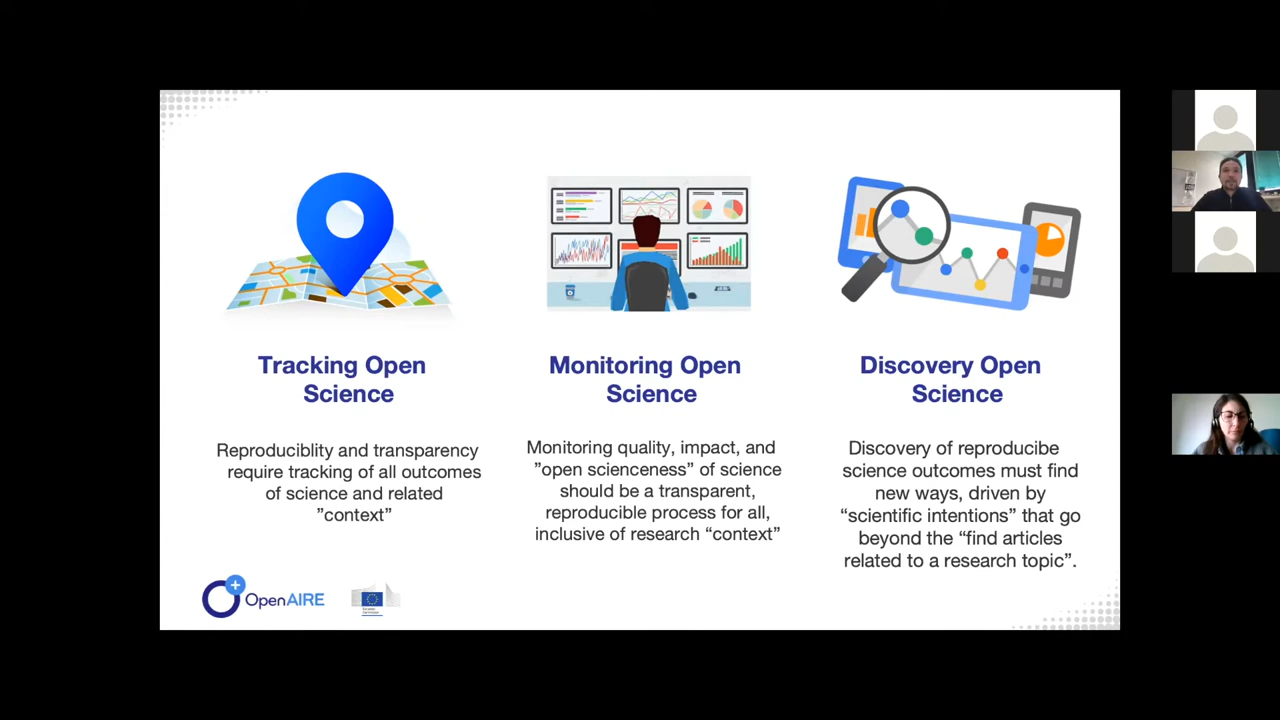 Tracking Open
Science
Reproduciblity and transparency
require tracking of all outcomes
of science and related
”context”
Monitoring Open
Science
Monitoring quality, impact, and
”open scienceness” of science
should be a transparent,
reproducible process for all,
inclusive of research “context”
Discovery Open
Science
Discovery of reproducibe
science outcomes must find
new ways, driven by
“scientific intentions” that go
beyond the “find articles
related to a research topic”.
OpenAIRE
European
Commission